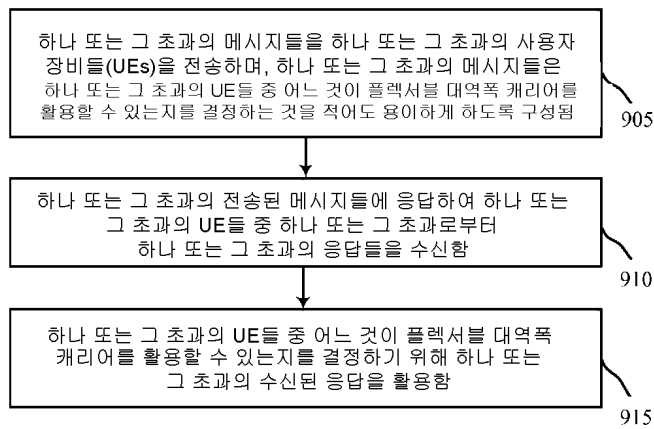 하나 또는 그 초과의 메시지들을 하나 또는 그 초과의 사용자
장비들(UEs)을 전송하며, 하나 또는 그 초과의 메시지들은
하나 또는 그 초과의 UE들 중 어느 것이 플렉서블 대역폭 캐리어를
활용할 수 있는지를 결정하는 것을 적어도 용이하게 하도록 구성됨
905
하나 또는 그 초과의 전송된 메시지들에 응답하여 하나 또는
그 초과의 UE들 중 하나 또는 그 초과로부터
하나 또는 그 초과의 응답들을 수신함
910
하나 또는 그 초과의 UE들 중 어느 것이 플렉서블 대역폭
캐리어를 활용할 수 있는지를 결정하기 위해 하나 또는
그 초과의 수신된 응답을 활용함
915